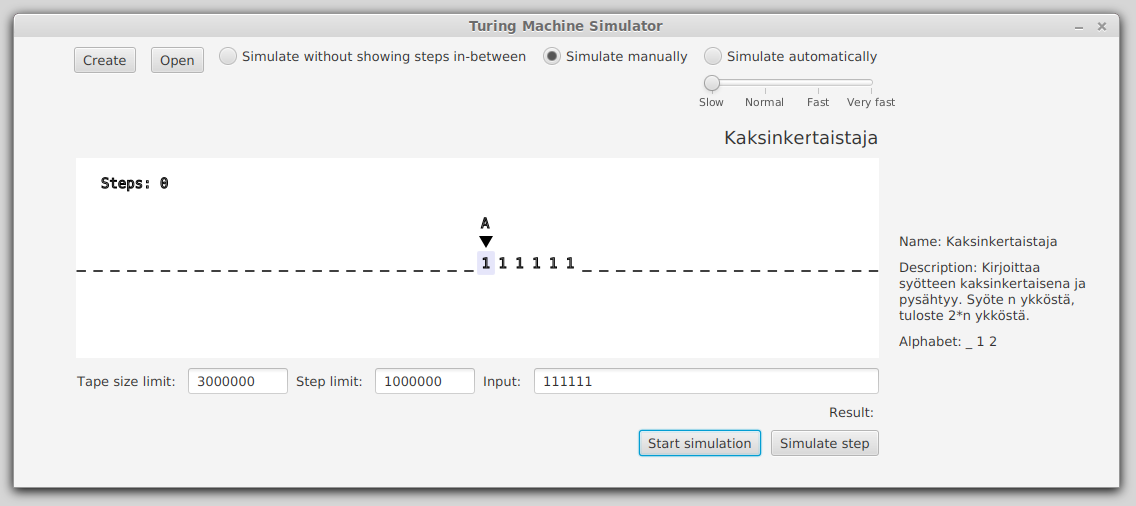 Turing Machine Simulator
Create Open Simulate without showing steps in-between Simulate manually Simulate automatically
Slow Normal Fast Very fast
Kaksinkertaistaja
Steps: 0
A
_ _ _ _ _ _ _ _ _ _ _ _ _ _ _ _ _ _ _ _ _ _ _ _ 1 1 1 1 1 1 _ _ _ _ _ _ _ _ _ _ _ _ _ _ _ _ _ _
Name: Kaksinkertaistaja
Description: Kirjoittaa
syötteen kaksinkertaisena ja
pysähtyy. Syöte n ykköstä,
tuloste 2*n ykköstä.
Alphabet: _ 1 2
Tape size limit: 3000000 Step limit: 1000000 Input: 111111
Result:
Start simulation Simulate step